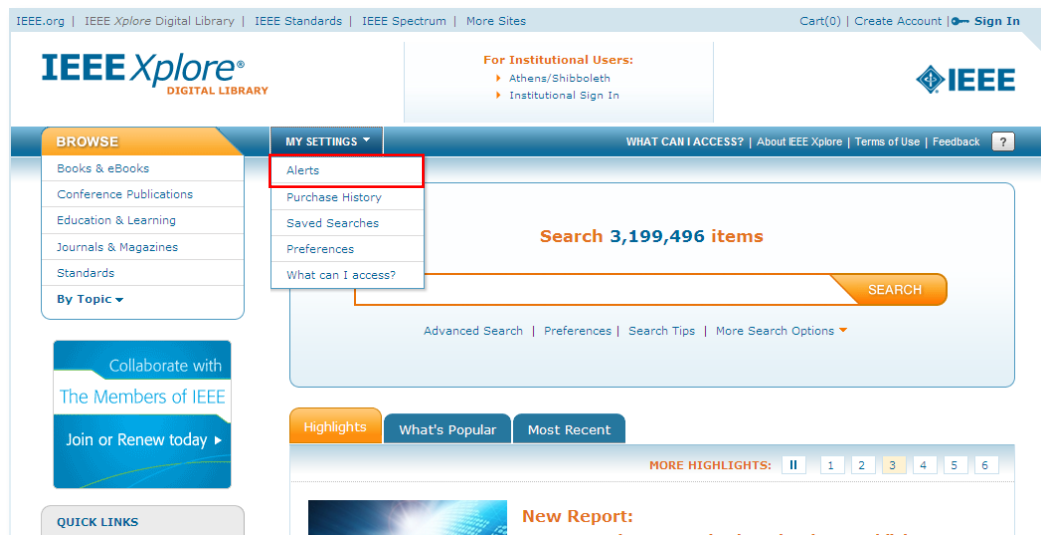 IEEE.org | IEEE Xplore Digital Library | IEEE Standards | IEEE Spectrum | More Sites
Cart(0) | Create Account | Sign In
IEEE Xplore®
DIGITAL LIBRARY
For Institutional Users:
Athens/Shibboleth
Institutional Sign In
IEEE
BROWSE
MY SETTINGS
WHAT CAN I ACCESS? | About IEEE Xplore | Terms of Use | Feedback ?
Books & eBooks
Conference Publications
Education & Learning
Journals & Magazines
Standards
By Topic
Alerts
Purchase History
Saved Searches
Preferences
What can I access?
Search 3,199,496 items
SEARCH
Advanced Search | Preferences | Search Tips | More Search Options
Collaborate with
The Members of IEEE
Join or Renew today
Highlights
What's Popular
Most Recent
MORE HIGHLIGHTS: 1 2 3 4 5 6
QUICK LINKS
New Report: